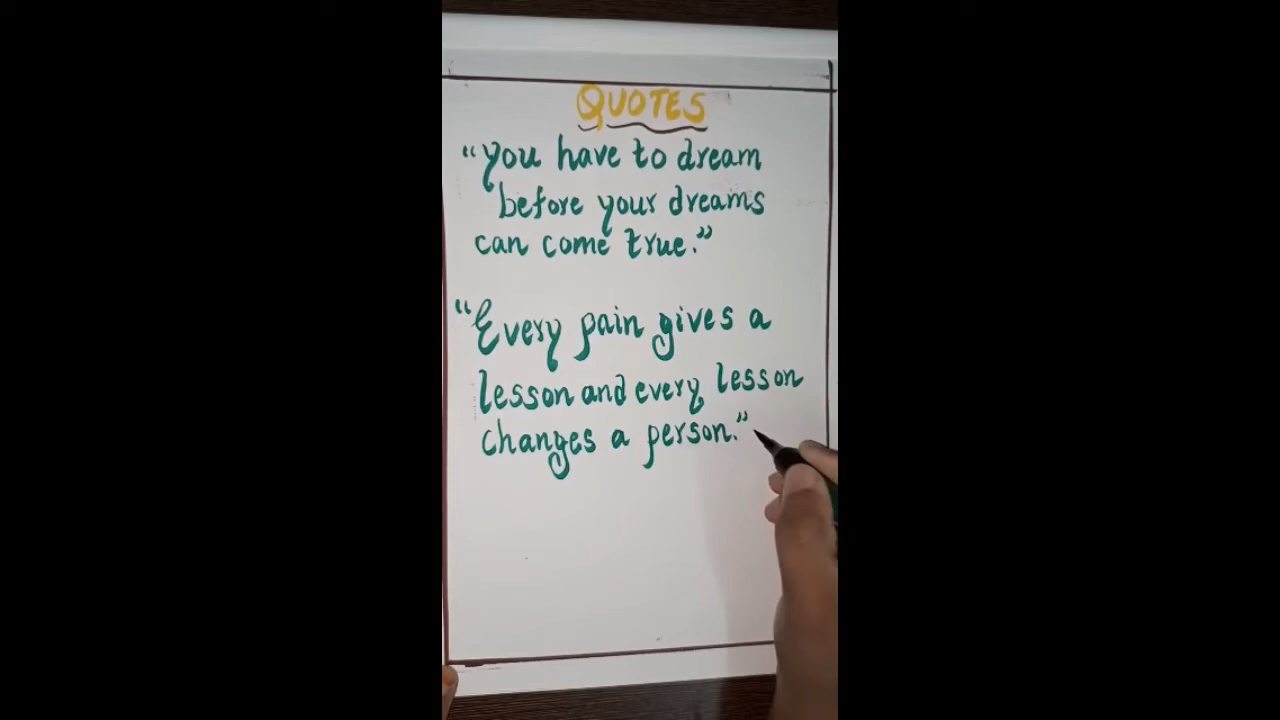 QUOTES
“You have to dream
before your dreams
can come true.”
“Every pain gives a
lesson and every lesson
changes a person.”